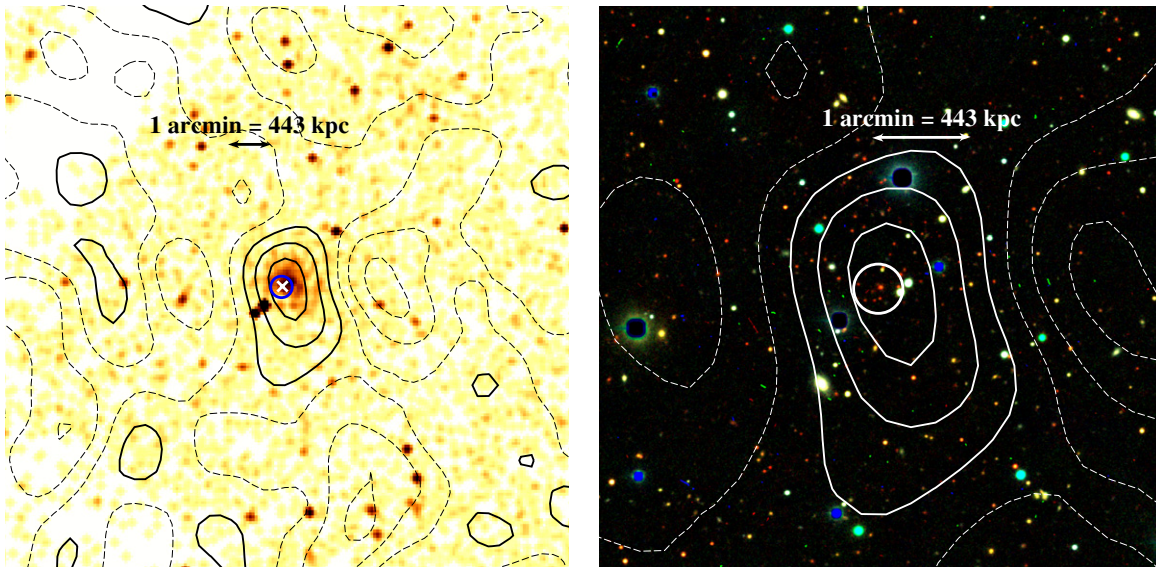 1 arcmin = 443 kpc
1 arcmin = 443 kpc